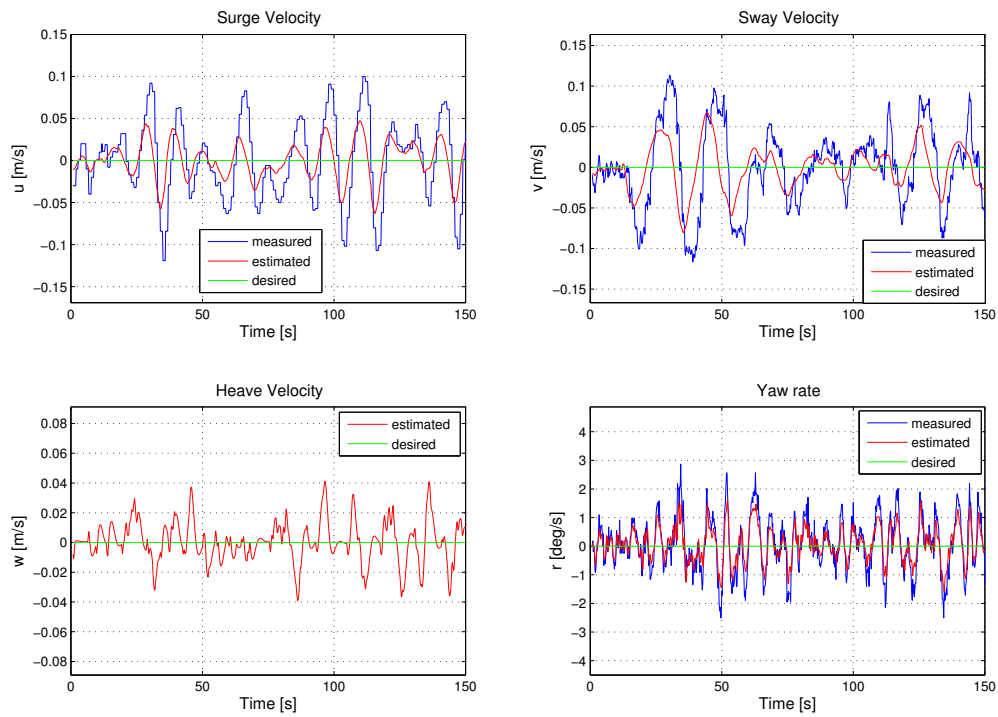 Surge Velocity
0.15
0.1
0.05
0
−0.05
−0.1
−0.15
u [m/s]
measured
estimated
desired
0 50 100 150
Time [s]
Sway Velocity
0.15
0.1
0.05
0
−0.05
−0.1
−0.15
v [m/s]
measured
estimated
desired
0 50 100 150
Time [s]
Heave Velocity
0.08
0.06
0.04
0.02
0
−0.02
−0.04
−0.06
−0.08
w [m/s]
estimated
desired
0 50 100 150
Time [s]
Yaw rate
4
3
2
1
0
−1
−2
−3
−4
r [deg/s]
measured
estimated
desired
0 50 100 150
Time [s]